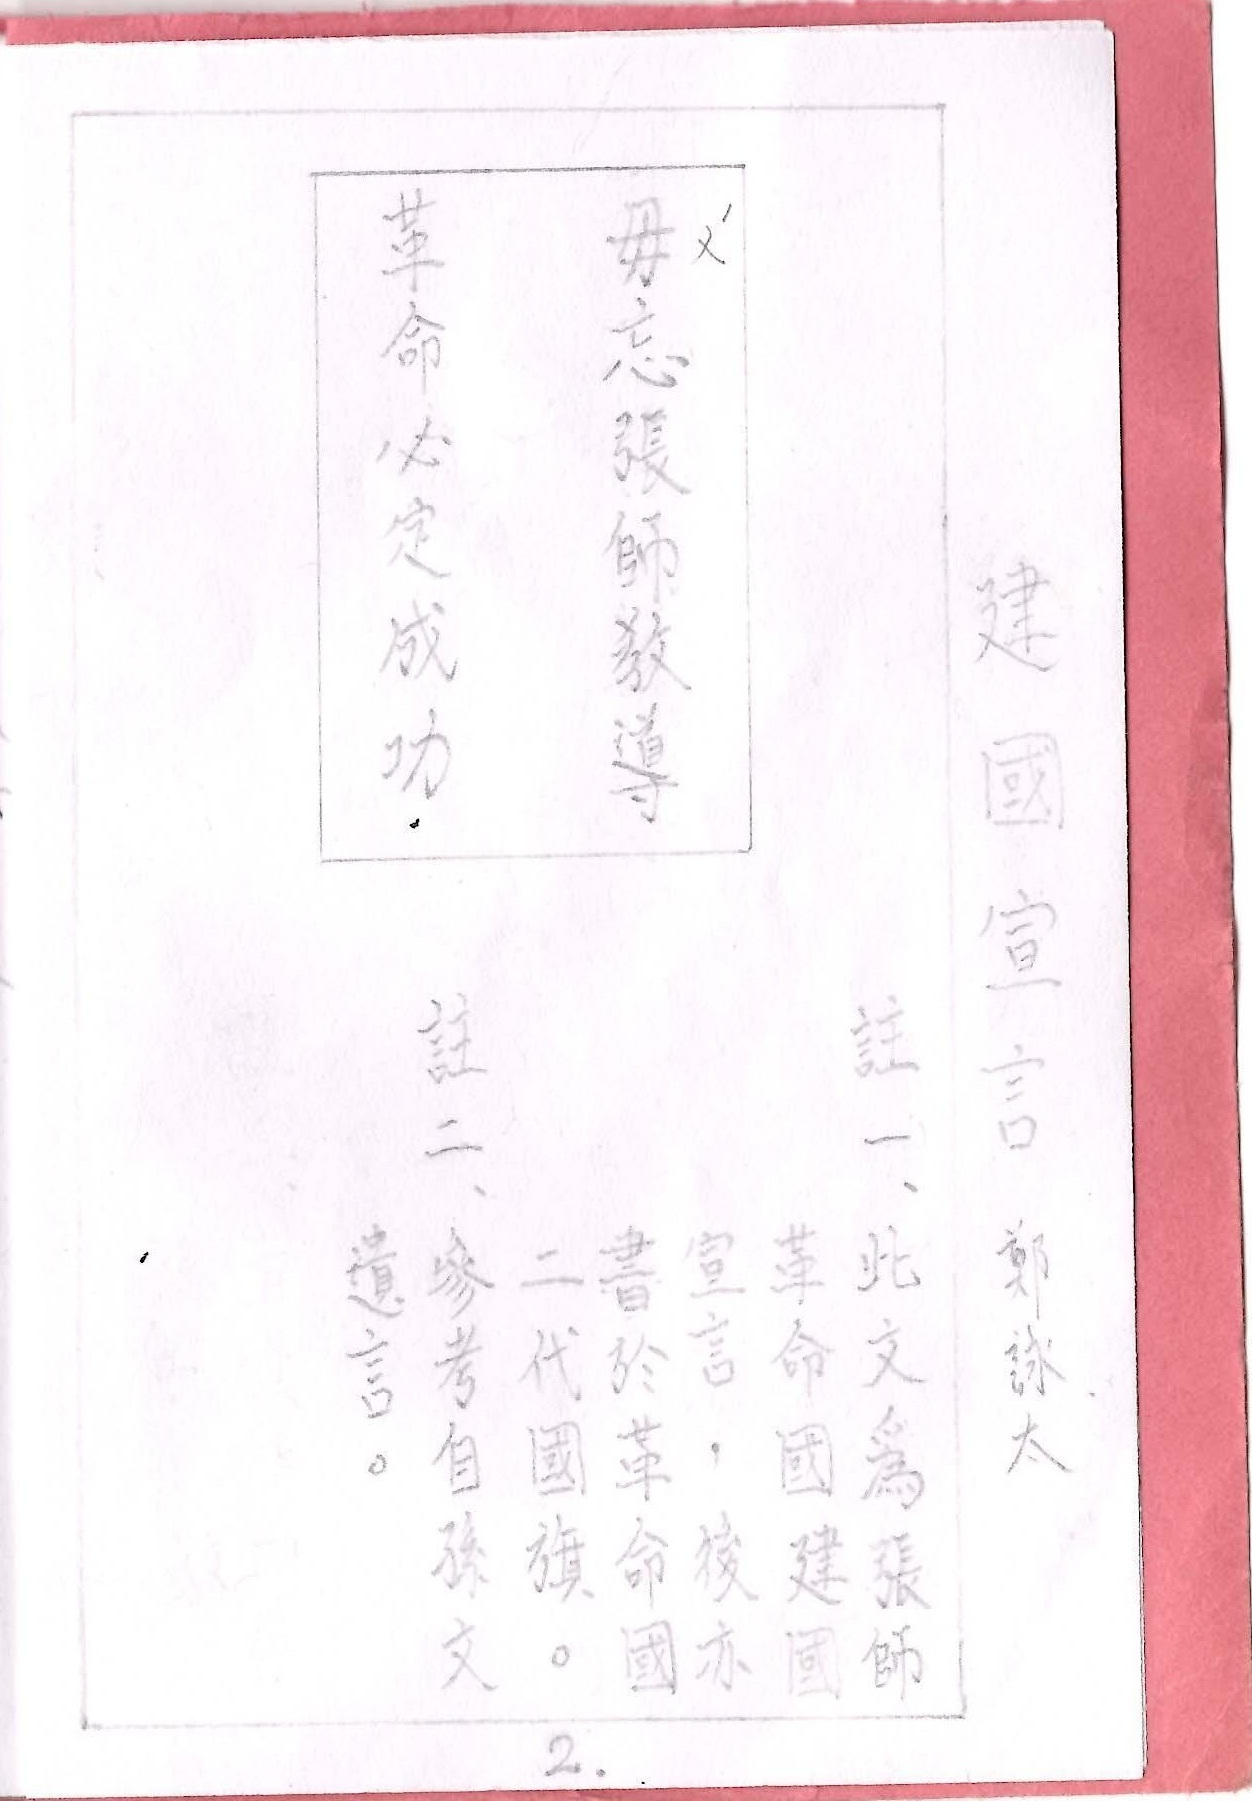 建國宣言 鄭詠太
毋忘張師教導
革命必定成功
註一、此文爲張師
革命國建國
宣言，後亦
書於革命國
二代國旗。
註二、參考自孫文
遺言。
2.